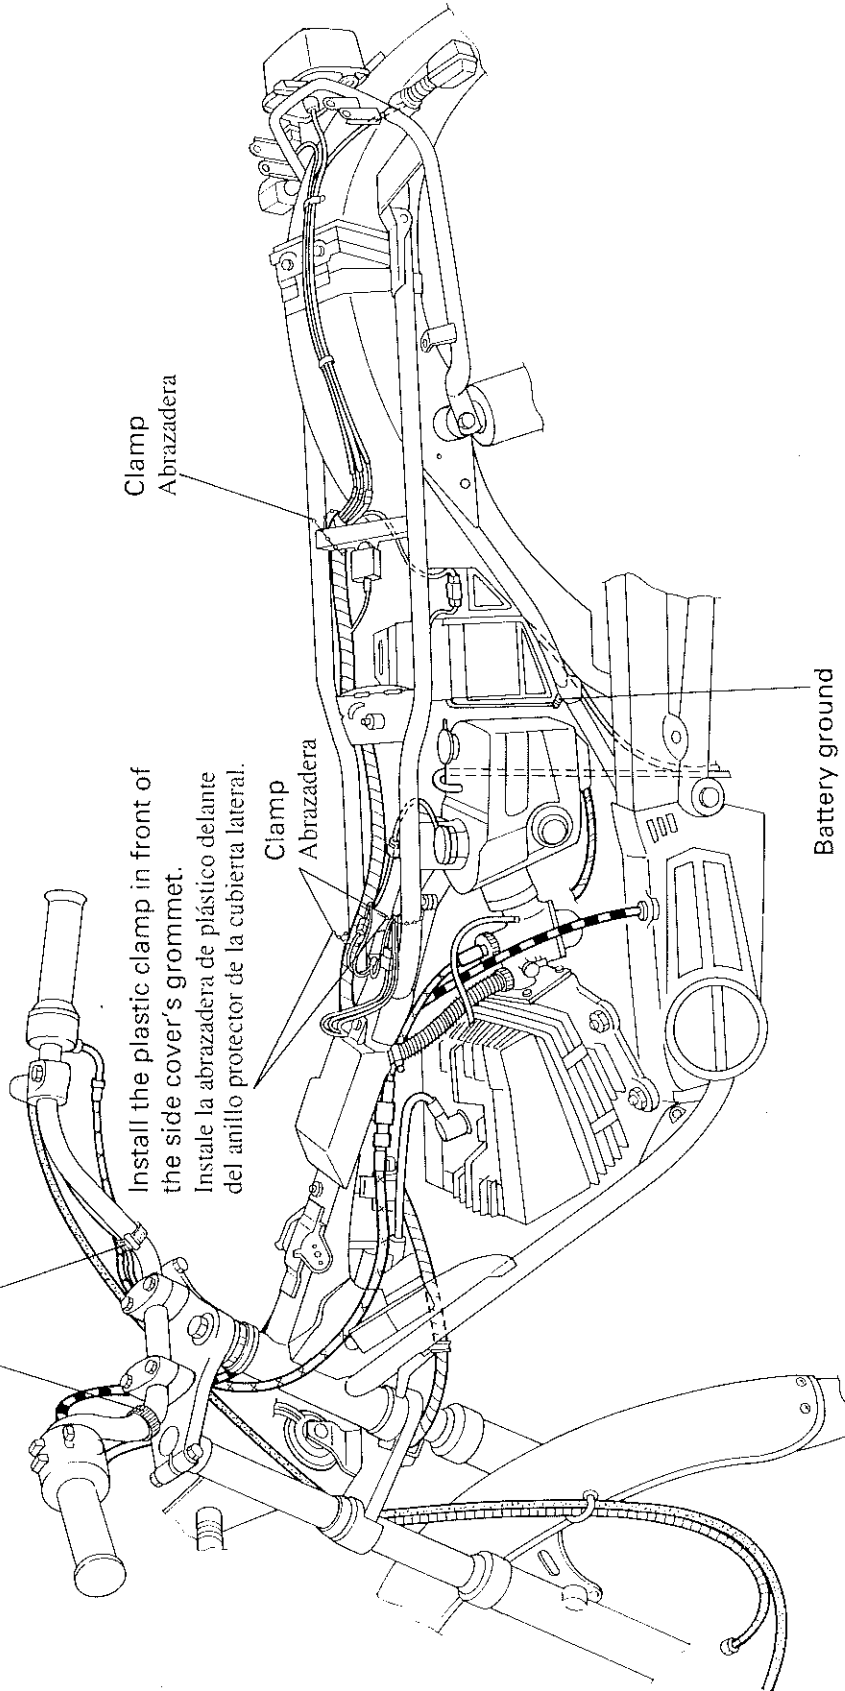 Install the plastic clamp in front of
the side cover's grommet.
Instale la abrazadera de plástico delante
del anillo protector de la cubierta lateral.
Clamp
Abrazadera
Clamp
Abrazadera
Battery ground